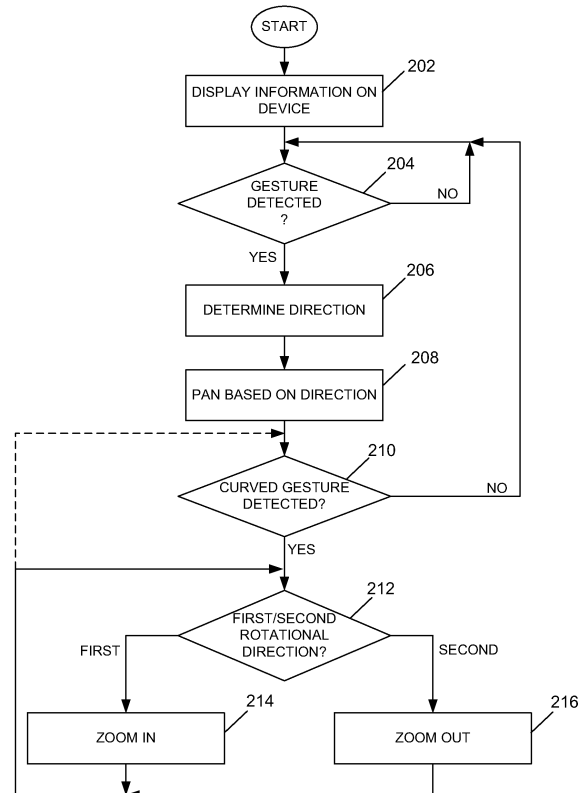 START
202
DISPLAY INFORMATION ON
DEVICE
204
GESTURE
DETECTED
?
NO
YES
206
DETERMINE DIRECTION
208
PAN BASED ON DIRECTION
210
CURVED GESTURE
DETECTED?
NO
YES
212
FIRST/SECOND
ROTATIONAL
DIRECTION?
FIRST
SECOND
214
216
ZOOM IN
ZOOM OUT